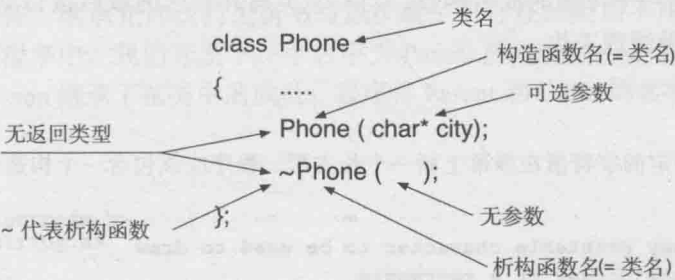 类名
class Phone
构造函数名(= 类名)
{ .....
可选参数
无返回类型
Phone ( char* city);
~Phone ( );
~ 代表析构函数
};
无参数
析构函数名(= 类名)